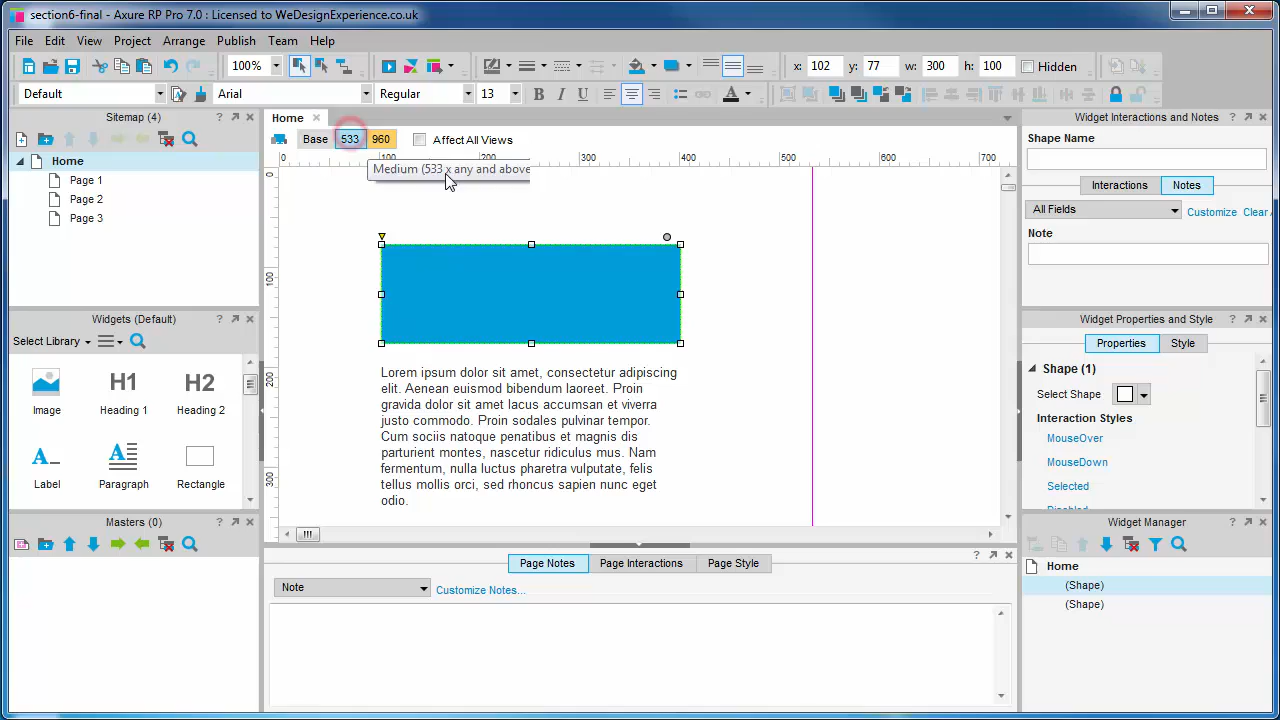 section6-final - Axure RP Pro 7.0 : Licensed to WeDesignExperience.co.uk
File Edit View Project Arrange Publish Team Help
100% x: 102 y: 77 w: 300 h: 100 Hidden
Default Arial Regular 13 B I U A
Sitemap (4)
Home
Page 1
Page 2
Page 3
Widgets (Default)
Select Library
Image H1 Heading 1 H2 Heading 2
Label Paragraph Rectangle
Masters (0)
Home
Base 533 960 Affect All Views
0 100 200 300 400 500 600 700
Medium (533 x any and above
0
100
200
300
Lorem ipsum dolor sit amet, consectetur adipiscing
elit. Aenean euismod bibendum laoreet. Proin
gravida dolor sit amet lacus accumsan et viverra
justo commodo. Proin sodales pulvinar tempor.
Cum sociis natoque penatibus et magnis dis
parturient montes, nascetur ridiculus mus. Nam
fermentum, nulla luctus pharetra vulputate, felis
tellus mollis orci, sed rhoncus sapien nunc eget
odio.
Page Notes Page Interactions Page Style
Note Customize Notes...
Widget Interactions and Notes
Shape Name
Interactions Notes
All Fields Customize Clear
Note
Widget Properties and Style
Properties Style
Shape (1)
Select Shape
Interaction Styles
MouseOver
MouseDown
Selected
Widget Manager
Home
(Shape)
(Shape)